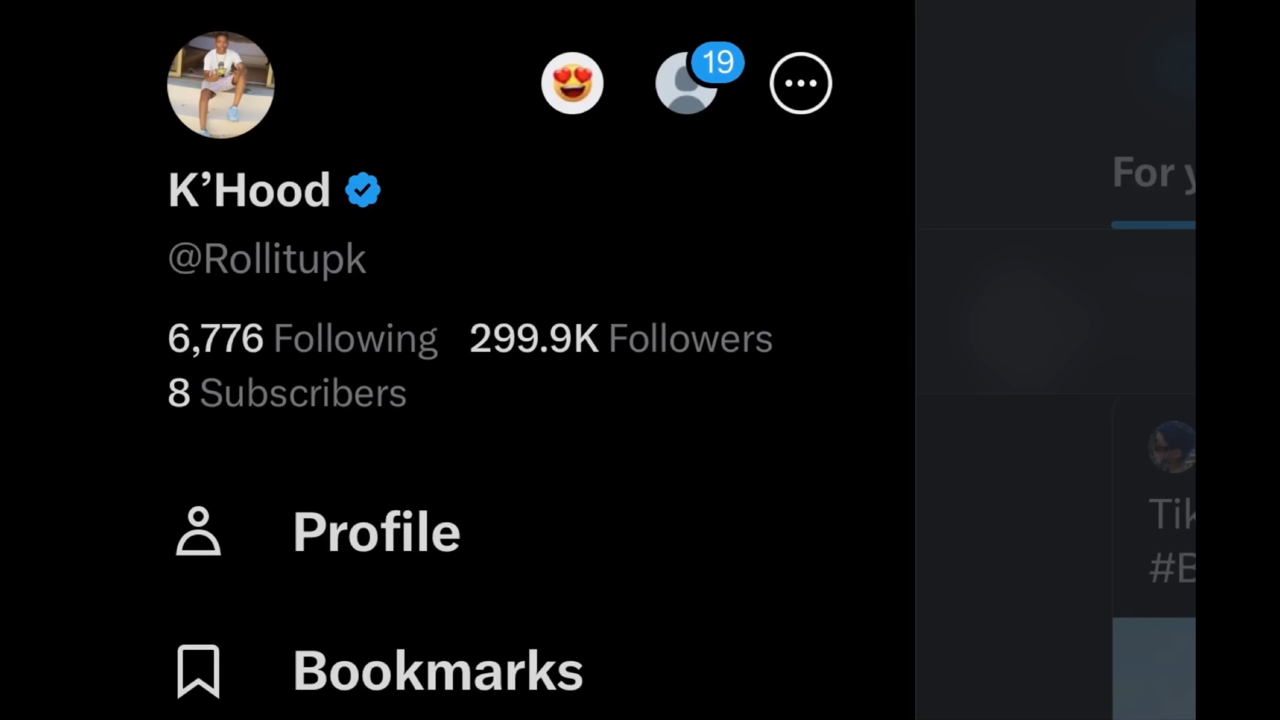 19
K’Hood
@Rollitupk
6,776 Following 299.9K Followers
8 Subscribers
Profile
Bookmarks
For y
Tik
#B